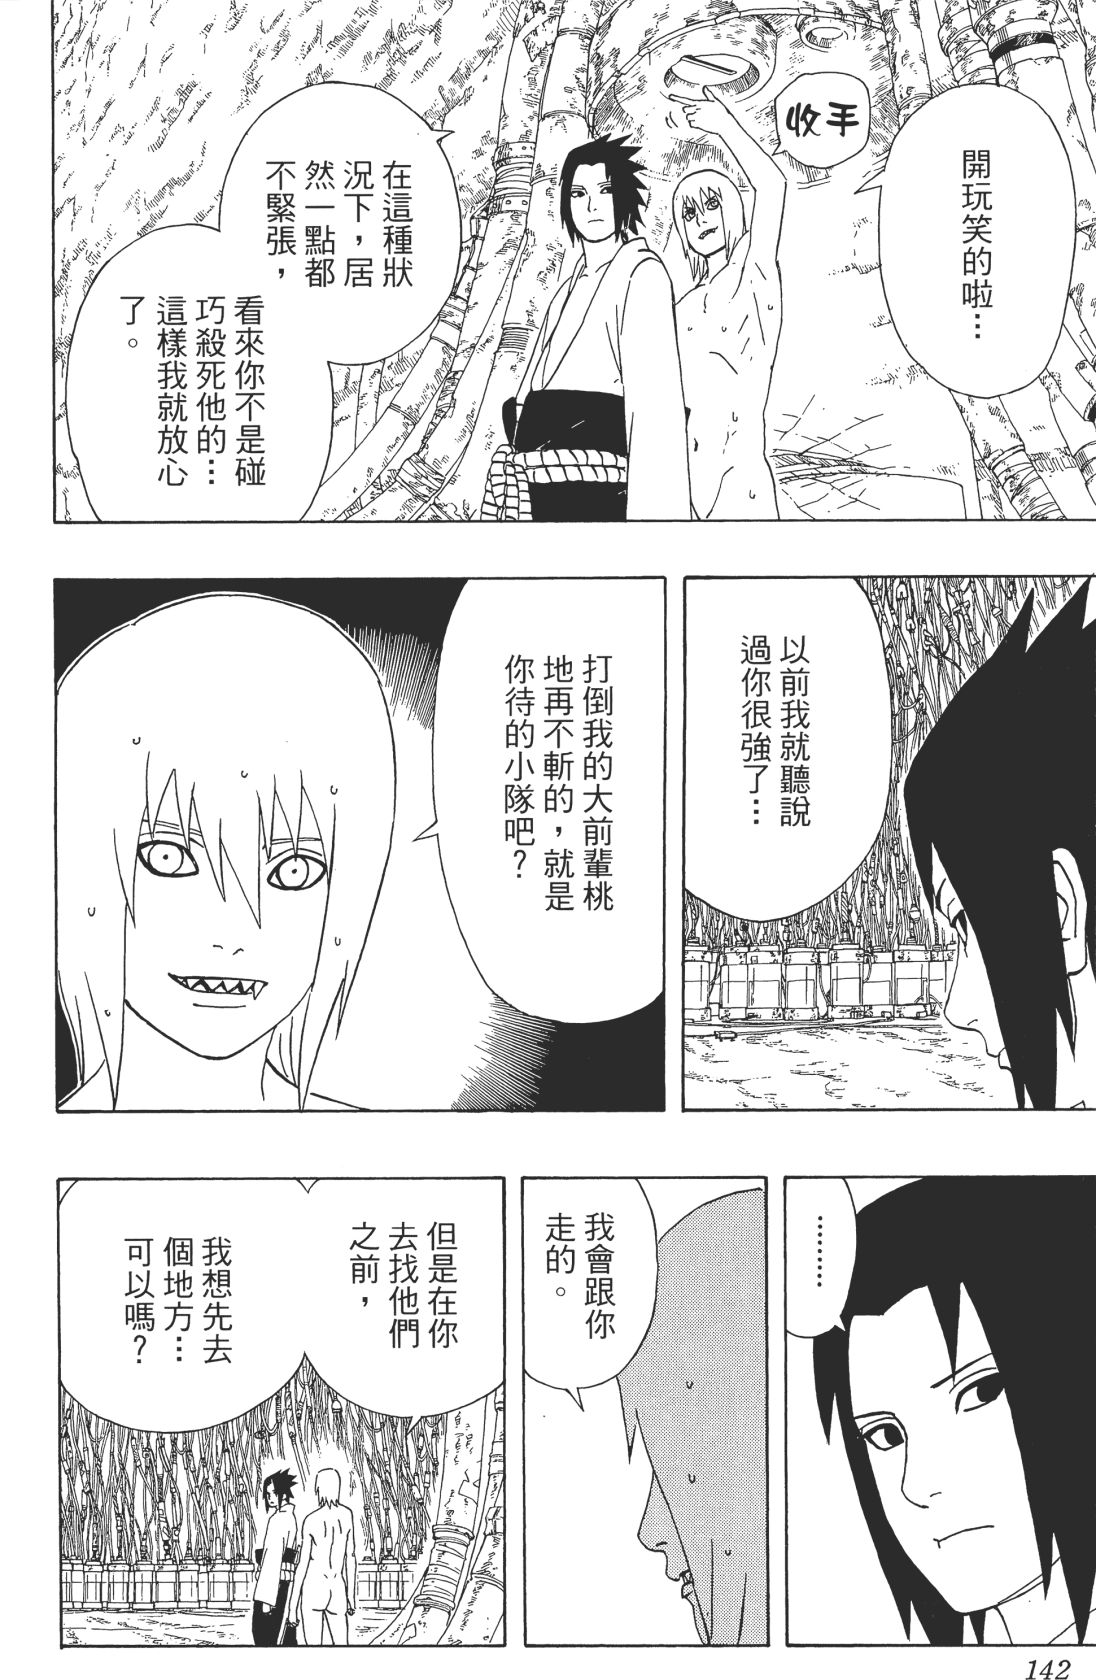 開玩笑的啦…
收手
在這種狀
況下，居
然一點都
不緊張，
看來你不是碰
巧殺死他的…
這樣我就放心
了。
以前我就聽說
過你很強了…
打倒我的大前輩桃
地再不斬的，就是
你待的小隊吧？
………
我會跟你
走的。
但是在你
去找他們
之前，
我想先去
個地方…
可以嗎？
142